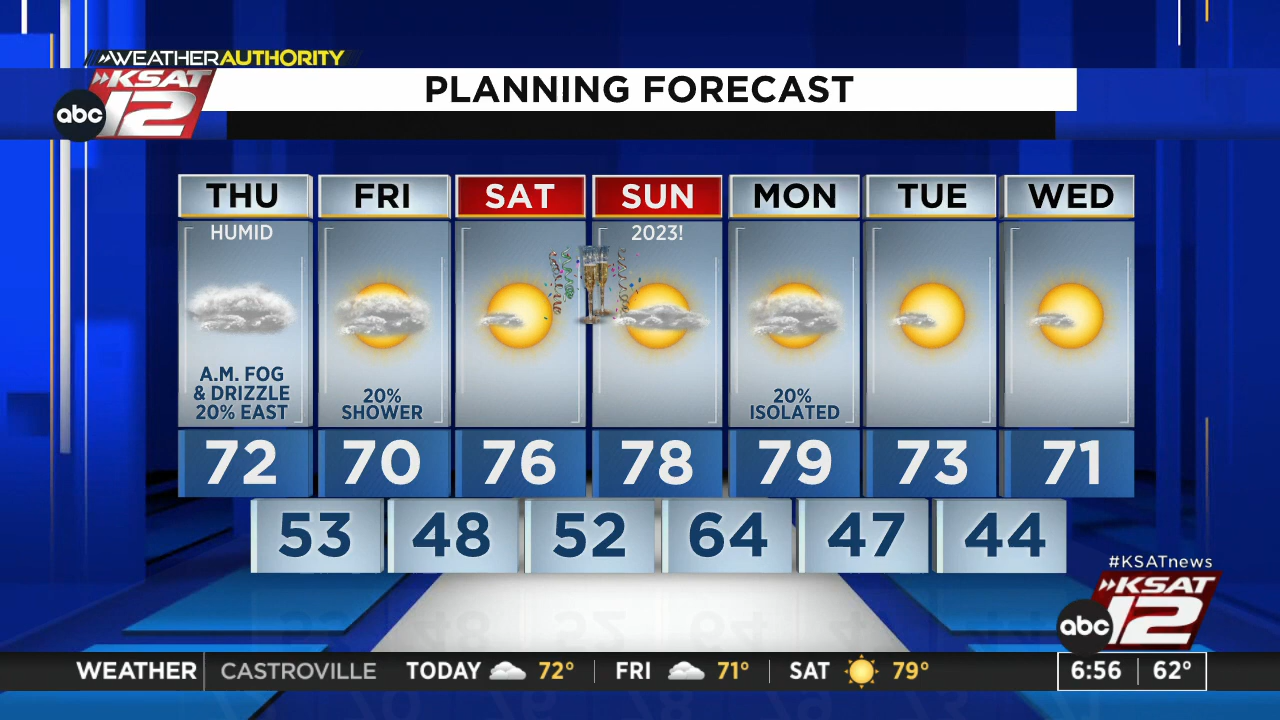 WEATHERAUTHORITY
KSAT
abc 12
PLANNING FORECAST
THU FRI SAT SUN MON TUE WED
HUMID 2023!
A.M. FOG
& DRIZZLE
20% EAST
20%
SHOWER
20%
ISOLATED
72 70 76 78 79 73 71
53 48 52 64 47 44
#KSATnews
KSAT
abc 12
WEATHER CASTROVILLE TODAY 72° FRI 71° SAT 79° 6:56 62°